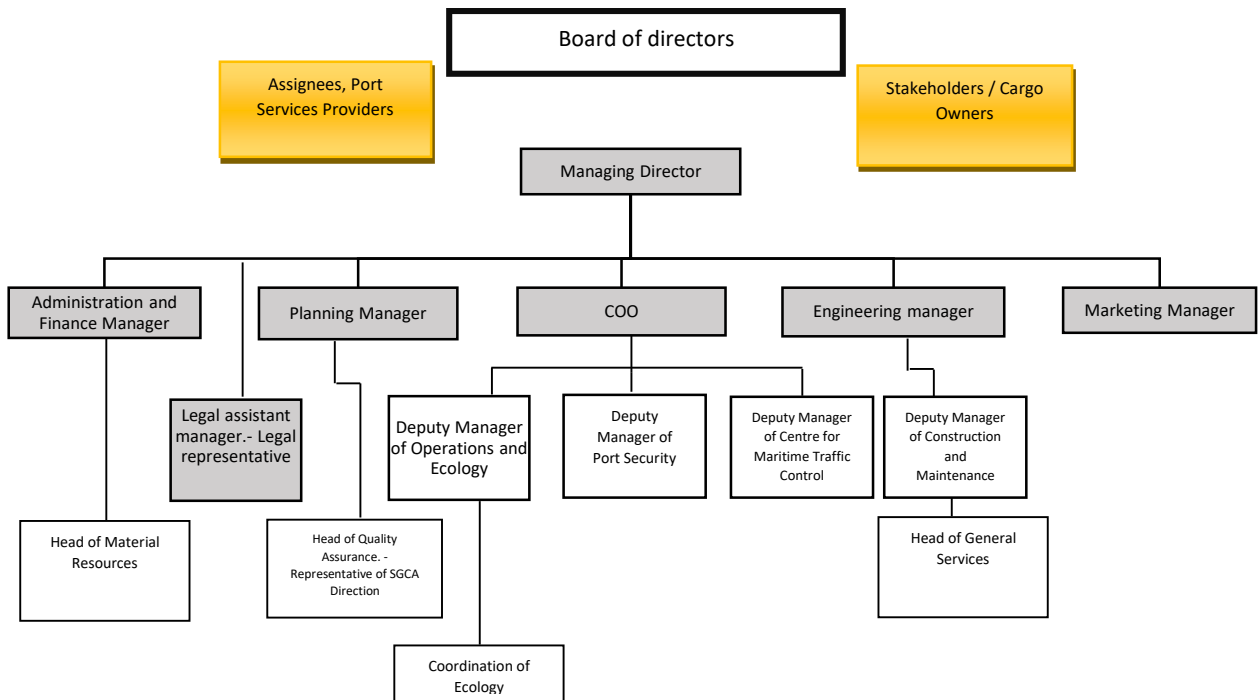 Board of directors
Assignees, Port
Services Providers
Stakeholders / Cargo
Owners
Managing Director
Administration and
Finance Manager
Planning Manager
COO
Engineering manager
Marketing Manager
Legal assistant
manager.- Legal
representative
Deputy Manager
of Operations and
Ecology
Deputy
Manager of
Port Security
Deputy Manager
of Centre for
Maritime Traffic
Control
Deputy Manager
of Construction
and
Maintenance
Head of Material
Resources
Head of Quality
Assurance. -
Representative of SGCA
Direction
Head of General
Services
Coordination of
Ecology